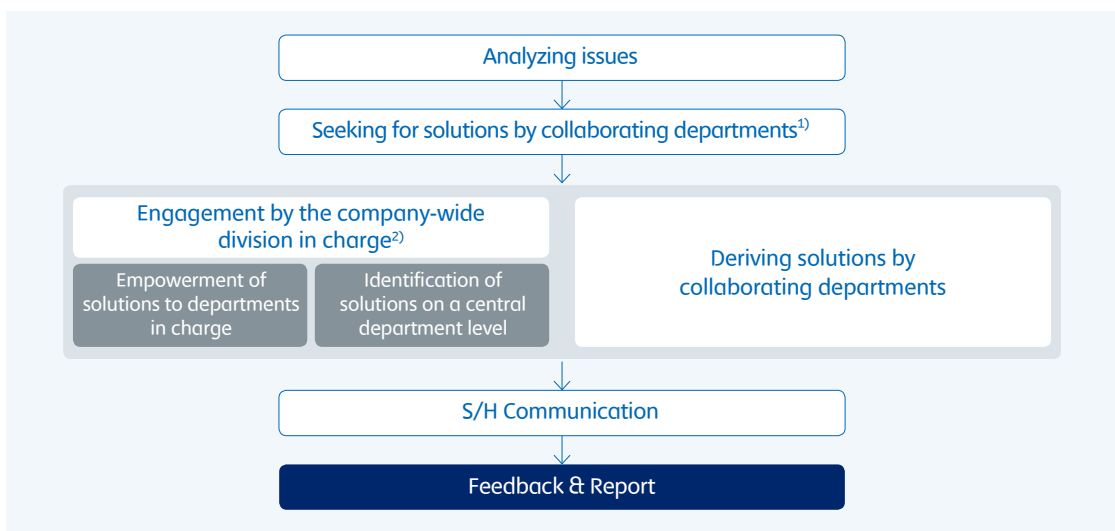 Analyzing issues
Seeking for solutions by collaborating departments1)
Engagement by the company-wide
division in charge2)
Empowerment of
solutions to departments
in charge
Identification of
solutions on a central
department level
Deriving solutions by
collaborating departments
S/H Communication
Feedback & Report